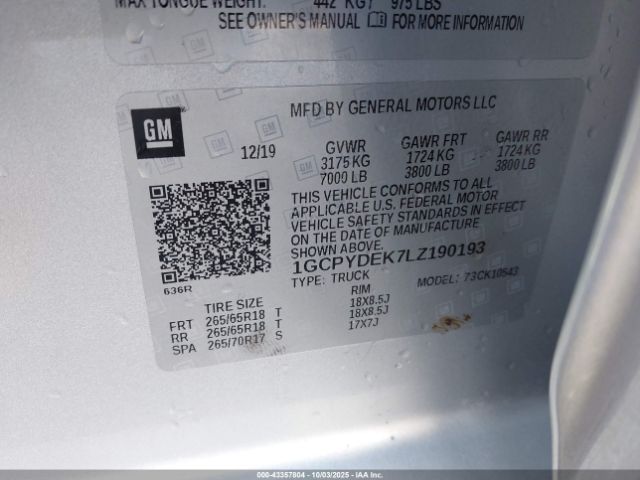 MAX TONGUE WEIGHT: 442 KG / 975 LBS
SEE OWNER'S MANUAL FOR MORE INFORMATION
GM
MFD BY GENERAL MOTORS LLC
12/19 GVWR GAWR FRT GAWR RR
3175 KG 1724 KG 1724 KG
7000 LB 3800 LB 3800 LB
THIS VEHICLE CONFORMS TO ALL
APPLICABLE U.S. FEDERAL MOTOR
VEHICLE SAFETY STANDARDS IN EFFECT
ON THE DATE OF MANUFACTURE
SHOWN ABOVE.
1GCPYDEK7LZ190193
TYPE: TRUCK MODEL: 73CK10543
636R
TIRE SIZE RIM
FRT 265/65R18 T 18X8.5J
RR 265/65R18 T 18X8.5J
SPA 265/70R17 S 17X7J
000-43357804 | 10/03/2025 | IAAI, INC.